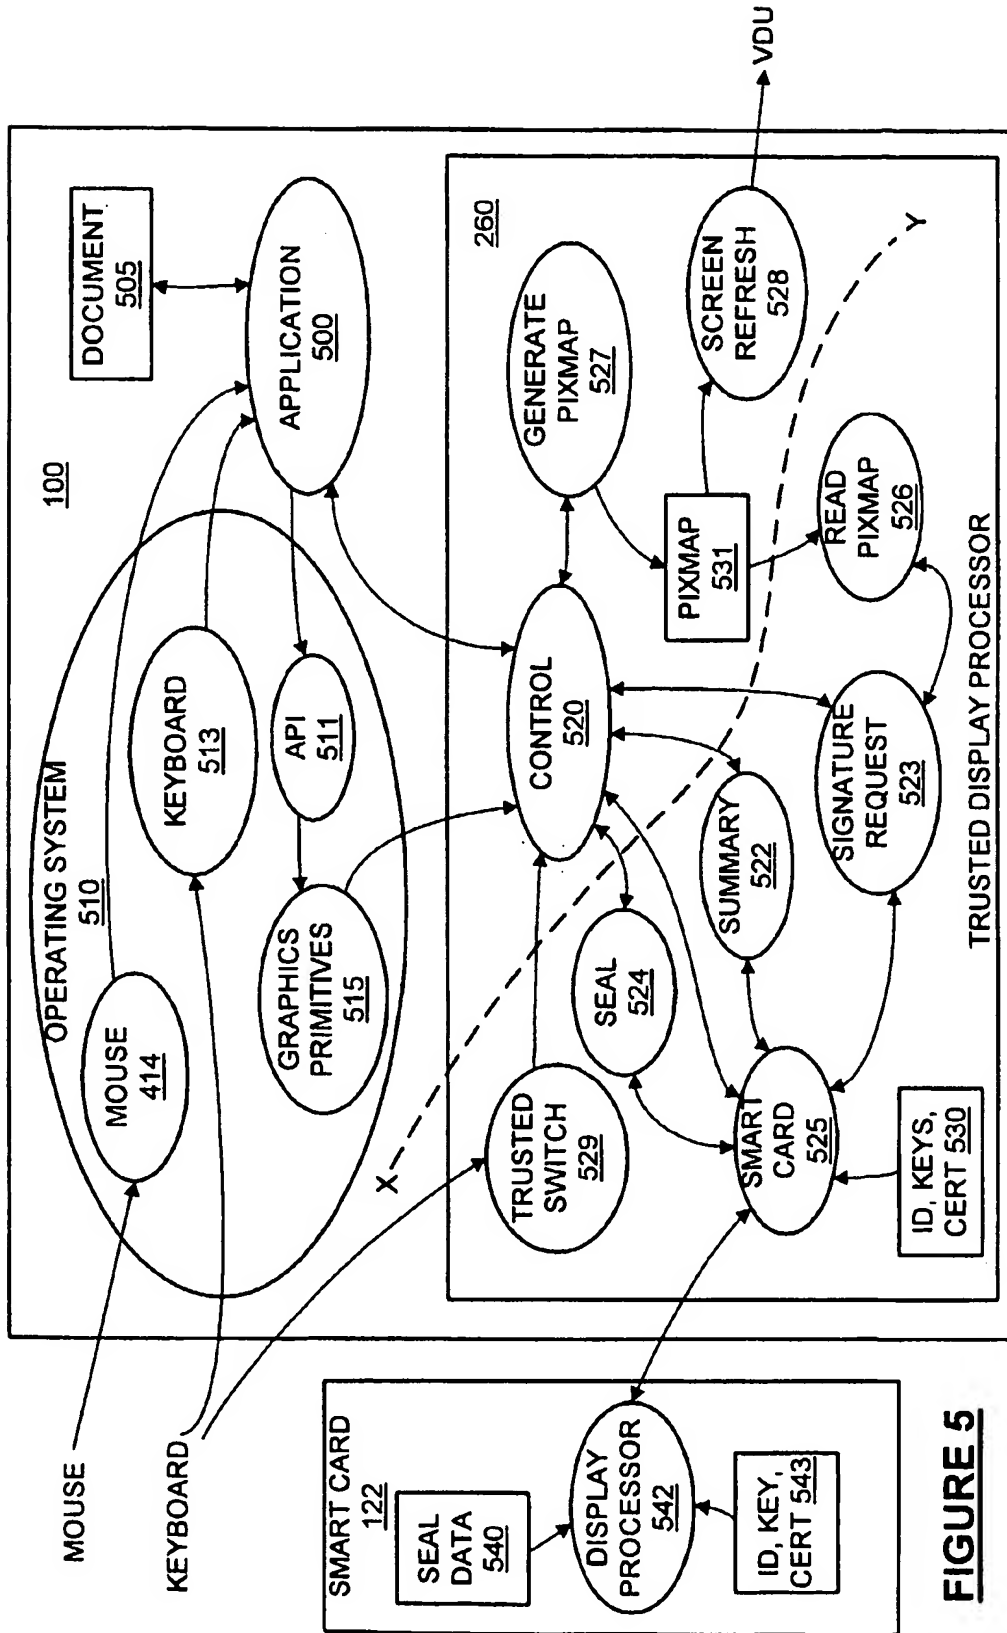 MOUSE
KEYBOARD
SMART CARD
122
SEAL
DATA
540
DISPLAY
PROCESSOR
542
ID, KEY,
CERT 543
100
OPERATING SYSTEM
510
MOUSE
414
KEYBOARD
513
API
511
GRAPHICS
PRIMITIVES
515
DOCUMENT
505
APPLICATION
500
X
260
TRUSTED
SWITCH
529
SEAL
524
CONTROL
520
GENERATE
PIXMAP
527
PIXMAP
531
SCREEN
REFRESH
528
VDU
Y
READ
PIXMAP
526
SUMMARY
522
SIGNATURE
REQUEST
523
SMART
CARD
525
ID, KEYS,
CERT 530
TRUSTED DISPLAY PROCESSOR
FIGURE 5